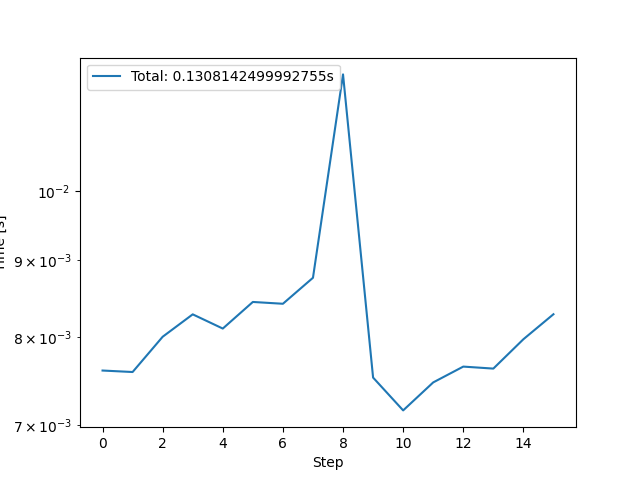 Total: 0.1308142499992755s
Time [s]
10⁻²
9 × 10⁻³
8 × 10⁻³
7 × 10⁻³
0 2 4 6 8 10 12 14
Step